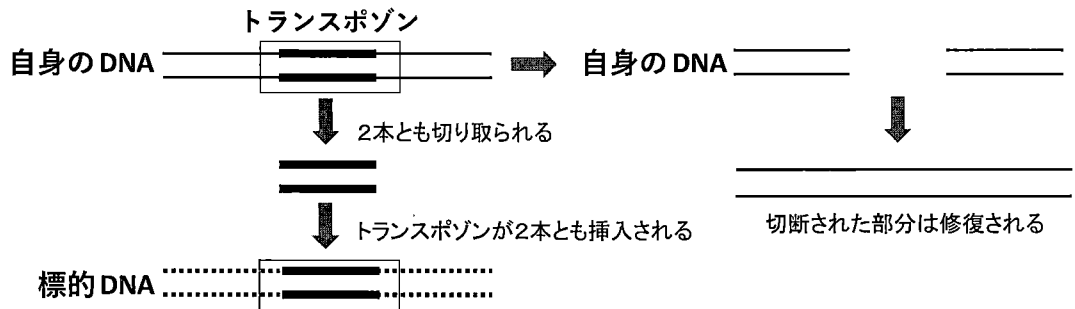 トランスポゾン
自身のDNA
自身のDNA
2本とも切り取られる
トランスポゾンが2本とも挿入される
切断された部分は修復される
標的DNA